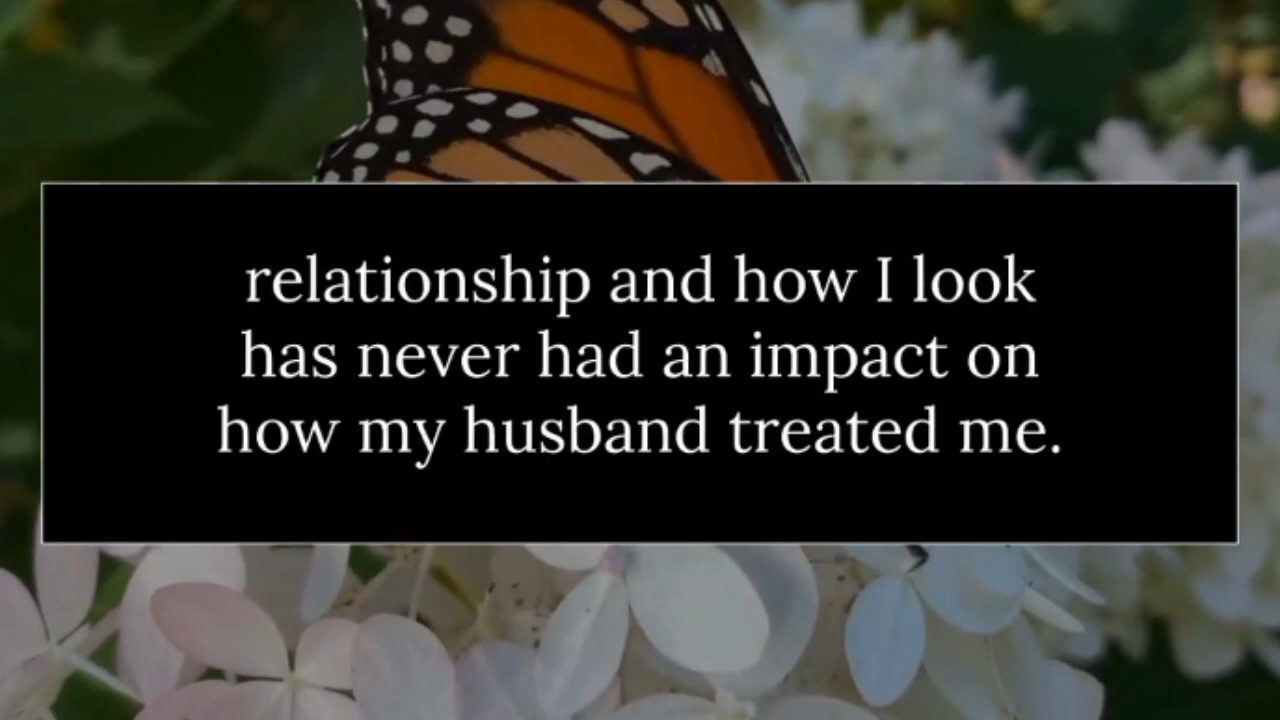 relationship and how I look
has never had an impact on
how my husband treated me.